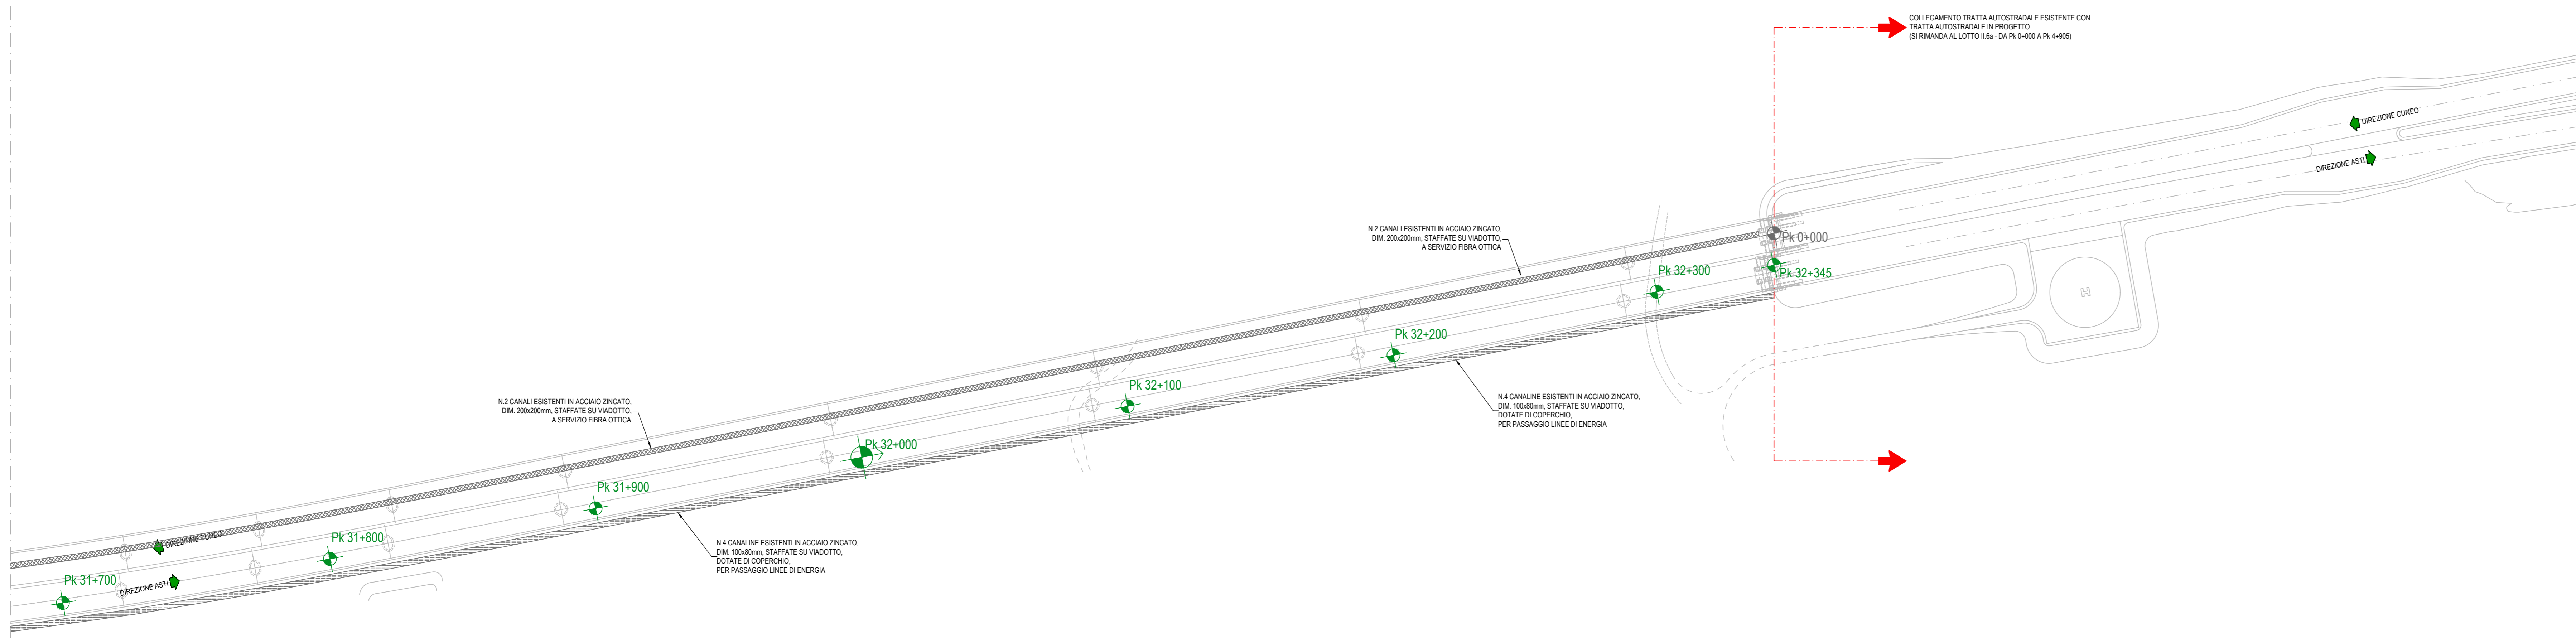 COLLEGAMENTO TRATTA AUTOSTRADALE ESISTENTE CON
TRATTA AUTOSTRADALE IN PROGETTO
(SI RIMANDA AL LOTTO II.6a - DA Pk 0+000 A Pk 4+905)
DIREZIONE CUNEO
DIREZIONE ASTI
N.2 CANALI ESISTENTI IN ACCIAIO ZINCATO,
DIM. 200x200mm, STAFFATE SU VIADOTTO,
A SERVIZIO FIBRA OTTICA
Pk 0+000
Pk 32+300
Pk 32+345
H
Pk 32+200
Pk 32+100
N.4 CANALINE ESISTENTI IN ACCIAIO ZINCATO,
DIM. 100x80mm, STAFFATE SU VIADOTTO,
DOTATE DI COPERCHIO,
PER PASSAGGIO LINEE DI ENERGIA
N.2 CANALI ESISTENTI IN ACCIAIO ZINCATO,
DIM. 200x200mm, STAFFATE SU VIADOTTO,
A SERVIZIO FIBRA OTTICA
Pk 32+000
Pk 31+900
Pk 31+800
DIREZIONE CUNEO
N.4 CANALINE ESISTENTI IN ACCIAIO ZINCATO,
DIM. 100x80mm, STAFFATE SU VIADOTTO,
DOTATE DI COPERCHIO,
PER PASSAGGIO LINEE DI ENERGIA
Pk 31+700
DIREZIONE ASTI